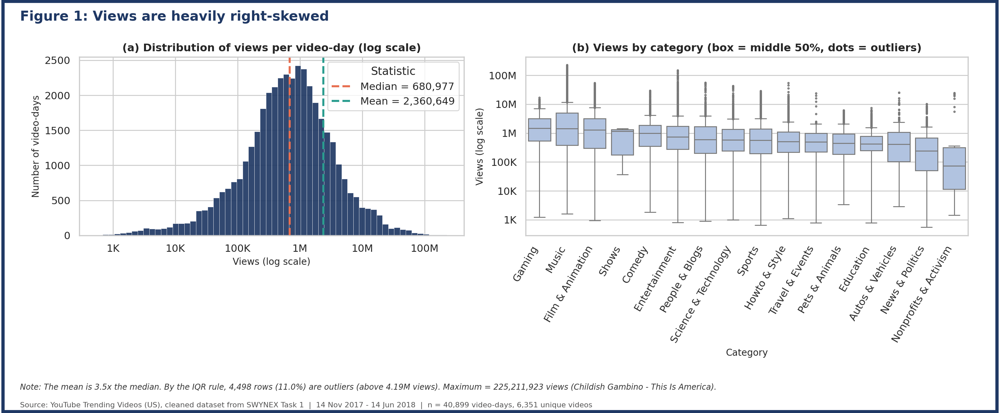 Figure 1: Views are heavily right-skewed
(a) Distribution of views per video-day (log scale)
2500
2000
1500
1000
500
0
Number of video-days
Statistic
Median = 680,977
Mean = 2,360,649
1K
10K
100K
1M
10M
100M
Views (log scale)
(b) Views by category (box = middle 50%, dots = outliers)
100M
10M
1M
100K
10K
1K
Views (log scale)
Gaming
Music
Film & Animation
Shows
Comedy
Entertainment
People & Blogs
Science & Technology
Sports
Howto & Style
Travel & Events
Pets & Animals
Education
Autos & Vehicles
News & Politics
Nonprofits & Activism
Category
Note: The mean is 3.5x the median. By the IQR rule, 4,498 rows (11.0%) are outliers (above 4.19M views). Maximum = 225,211,923 views (Childish Gambino - This Is America).
Source: YouTube Trending Videos (US), cleaned dataset from SWYNEX Task 1 | 14 Nov 2017 - 14 Jun 2018 | n = 40,899 video-days, 6,351 unique videos